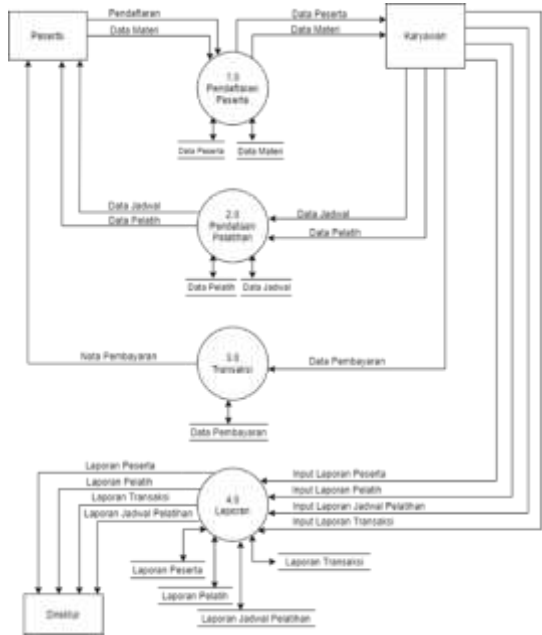 Pendaftaran
Data Materi
Data Peserta
Data Materi
Peserta
Karyawan
1.0
Pendaftaran
Peserta
Data Peserta
Data Materi
Data Jadwal
Data Pelatih
2.0
Pendataan
Pelatihan
Data Jadwal
Data Pelatih
Data Pelatih
Data Jadwal
Nota Pembayaran
3.0
Transaksi
Data Pembayaran
Data Pembayaran
Laporan Peserta
Laporan Pelatih
Laporan Transaksi
Laporan Jadwal Pelatihan
4.0
Laporan
Input Laporan Peserta
Input Laporan Pelatih
Input Laporan Jadwal Pelatihan
Input Laporan Transaksi
Laporan Transaksi
Laporan Peserta
Laporan Pelatih
Laporan Jadwal Pelatihan
Direktur